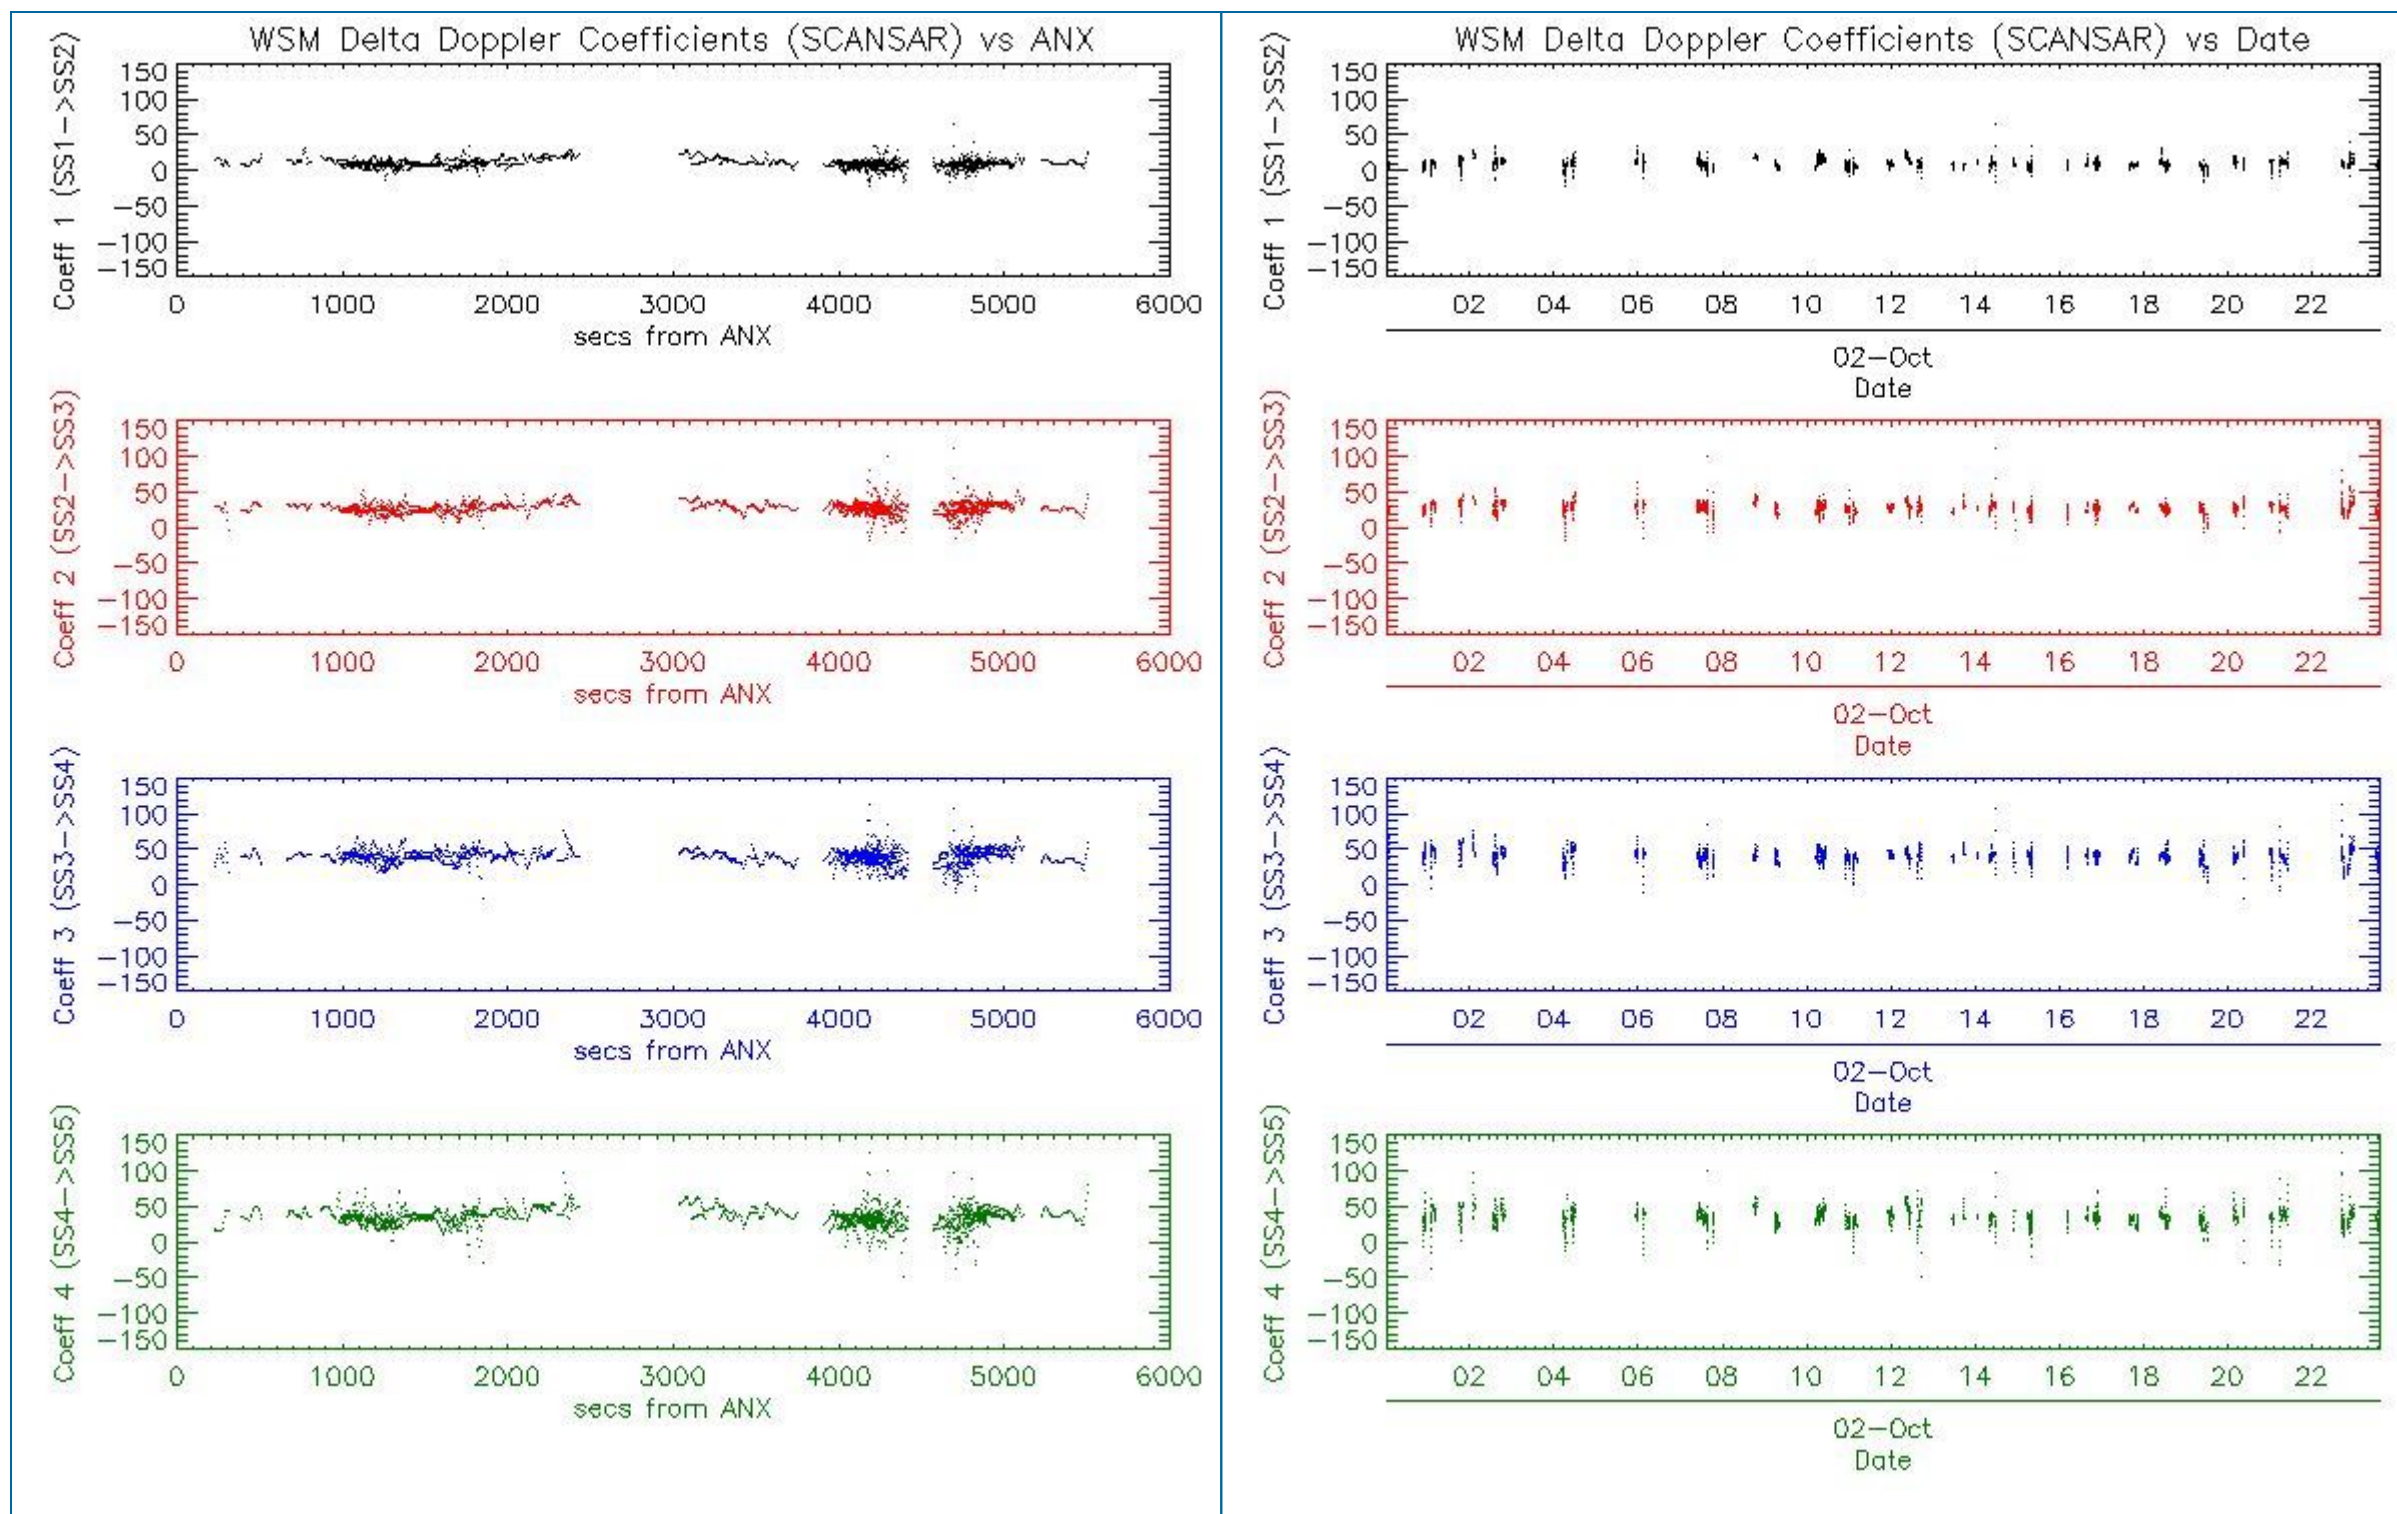 WSM Delta Doppler Coefficients (SCANSAR) vs ANX
Coeff 1 (SS1->SS2)
150
100
50
0
-50
-100
-150
0 1000 2000 3000 4000 5000 6000
secs from ANX
Coeff 2 (SS2->SS3)
150
100
50
0
-50
-100
-150
0 1000 2000 3000 4000 5000 6000
secs from ANX
Coeff 3 (SS3->SS4)
150
100
50
0
-50
-100
-150
0 1000 2000 3000 4000 5000 6000
secs from ANX
Coeff 4 (SS4->SS5)
150
100
50
0
-50
-100
-150
0 1000 2000 3000 4000 5000 6000
secs from ANX
WSM Delta Doppler Coefficients (SCANSAR) vs Date
Coeff 1 (SS1->SS2)
150
100
50
0
-50
-100
-150
02 04 06 08 10 12 14 16 18 20 22
02-Oct
Date
Coeff 2 (SS2->SS3)
150
100
50
0
-50
-100
-150
02 04 06 08 10 12 14 16 18 20 22
02-Oct
Date
Coeff 3 (SS3->SS4)
150
100
50
0
-50
-100
-150
02 04 06 08 10 12 14 16 18 20 22
02-Oct
Date
Coeff 4 (SS4->SS5)
150
100
50
0
-50
-100
-150
02 04 06 08 10 12 14 16 18 20 22
02-Oct
Date